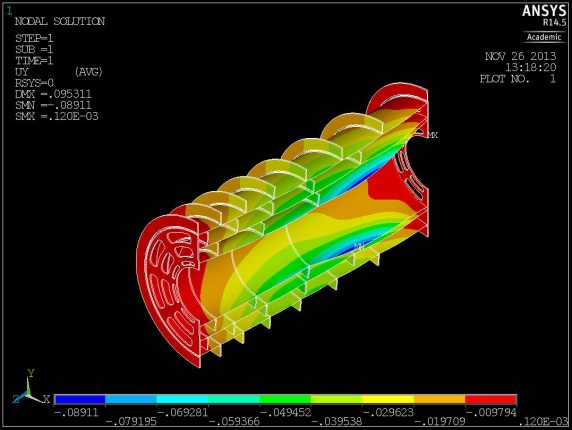 1
NODAL SOLUTION
STEP=1
SUB =1
TIME=1
UY (AVG)
RSYS=0
DMX =.095311
SMN =-.08911
SMX =.120E-03
ANSYS
R14.5
Academic
NOV 26 2013
13:18:20
PLOT NO. 1
MX
MN
Y
Z X
-.08911 -.069281 -.049452 -.029623 -.009794
-.079195 -.059366 -.039538 -.019709 .120E-03